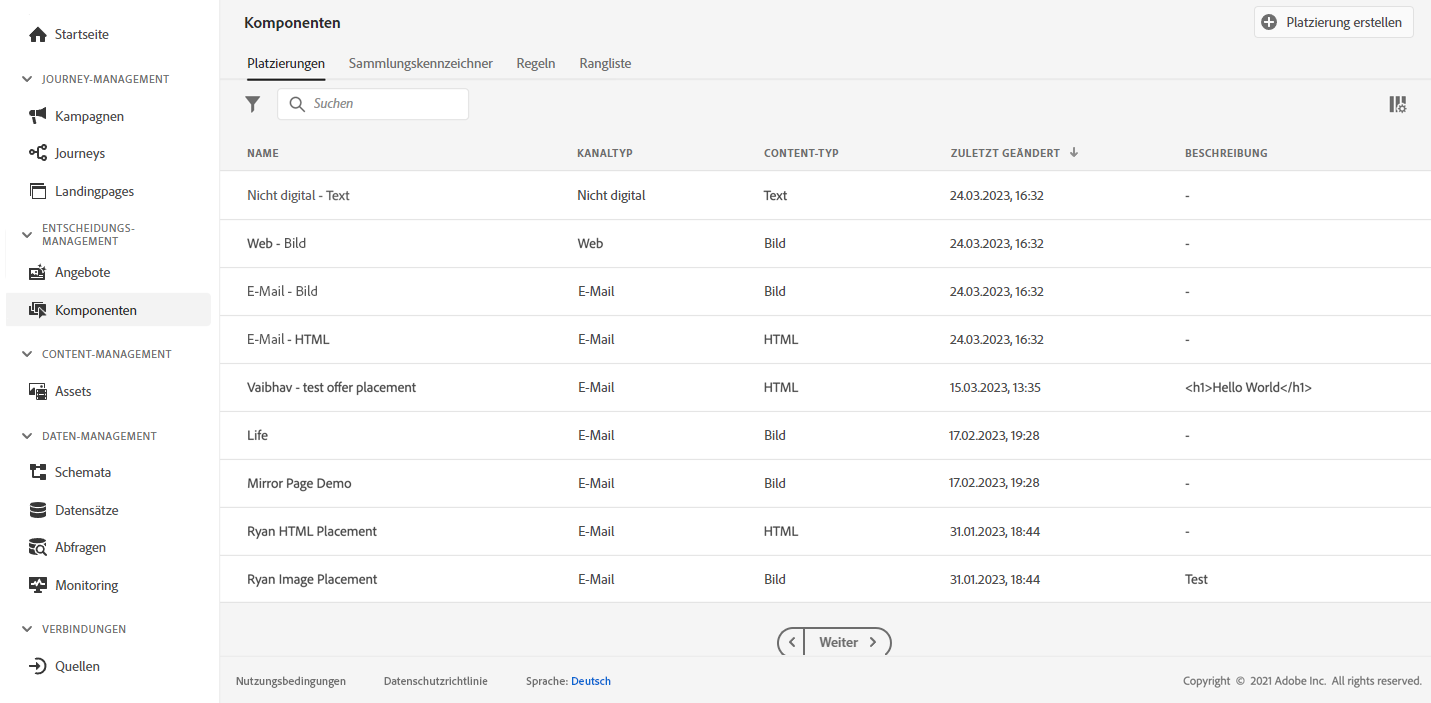 Startseite
JOURNEY-MANAGEMENT
Kampagnen
Journeys
Landingpages
ENTSCHEIDUNGS-
MANAGEMENT
Angebote
Komponenten
CONTENT-MANAGEMENT
Assets
DATEN-MANAGEMENT
Schemata
Datensätze
Abfragen
Monitoring
VERBINDUNGEN
Quellen
Komponenten
Platzierung erstellen
Platzierungen Sammlungskennzeichner Regeln Rangliste
Suchen
NAME KANALTYP CONTENT-TYP ZULETZT GEÄNDERT BESCHREIBUNG
Nicht digital - Text Nicht digital Text 24.03.2023, 16:32 -
Web - Bild Web Bild 24.03.2023, 16:32 -
E-Mail - Bild E-Mail Bild 24.03.2023, 16:32 -
E-Mail - HTML E-Mail HTML 24.03.2023, 16:32 -
Vaibhav - test offer placement E-Mail HTML 15.03.2023, 13:35 <h1>Hello World</h1>
Life E-Mail Bild 17.02.2023, 19:28 -
Mirror Page Demo E-Mail Bild 17.02.2023, 19:28 -
Ryan HTML Placement E-Mail HTML 31.01.2023, 18:44 -
Ryan Image Placement E-Mail Bild 31.01.2023, 18:44 Test
Weiter
Nutzungsbedingungen Datenschutzrichtlinie Sprache: Deutsch Copyright © 2021 Adobe Inc. All rights reserved.